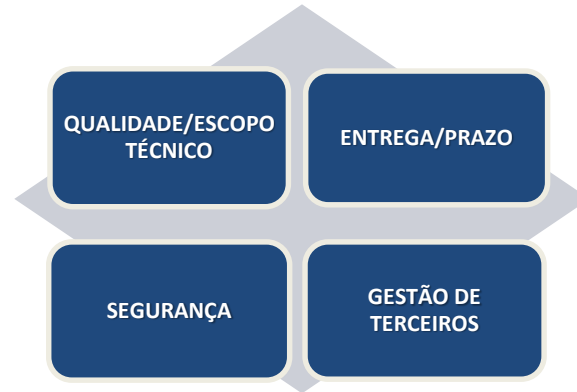 QUALIDADE/ESCOPO
TÉCNICO
ENTREGA/PRAZO
SEGURANÇA
GESTÃO DE
TERCEIROS